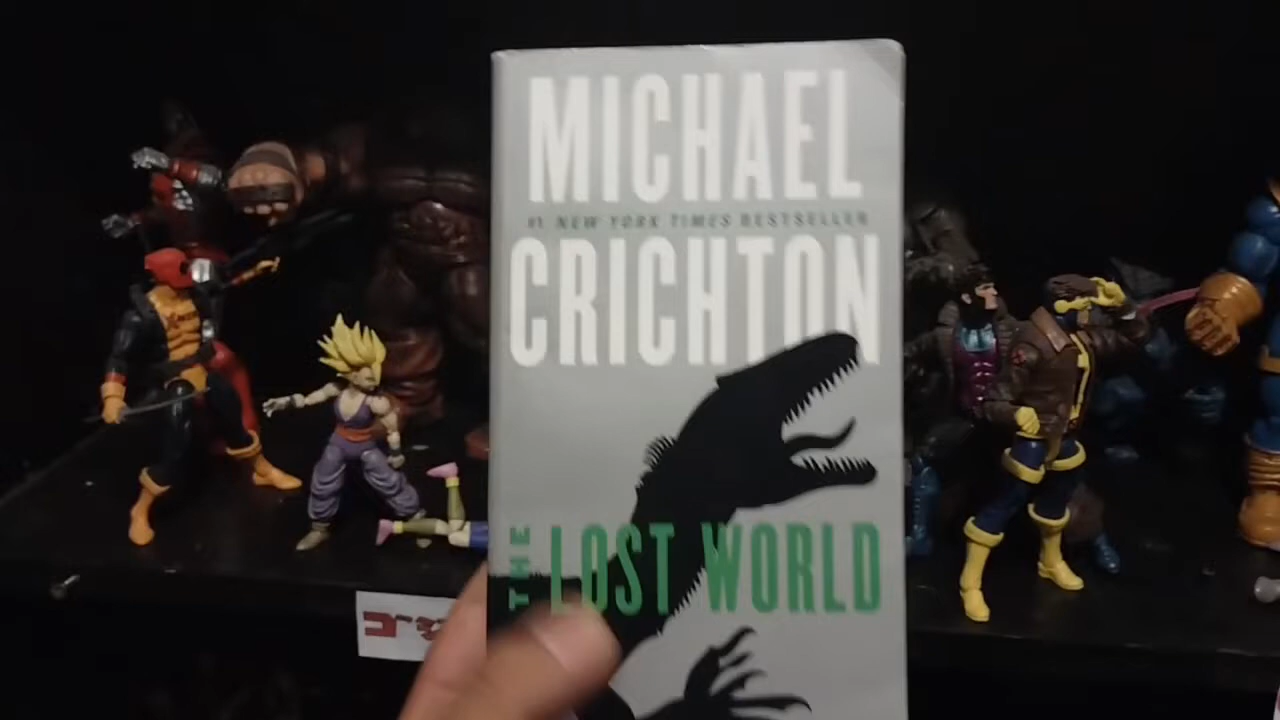 MICHAEL
#1 NEW YORK TIMES BESTSELLER
CRICHTON
THE LOST WORLD